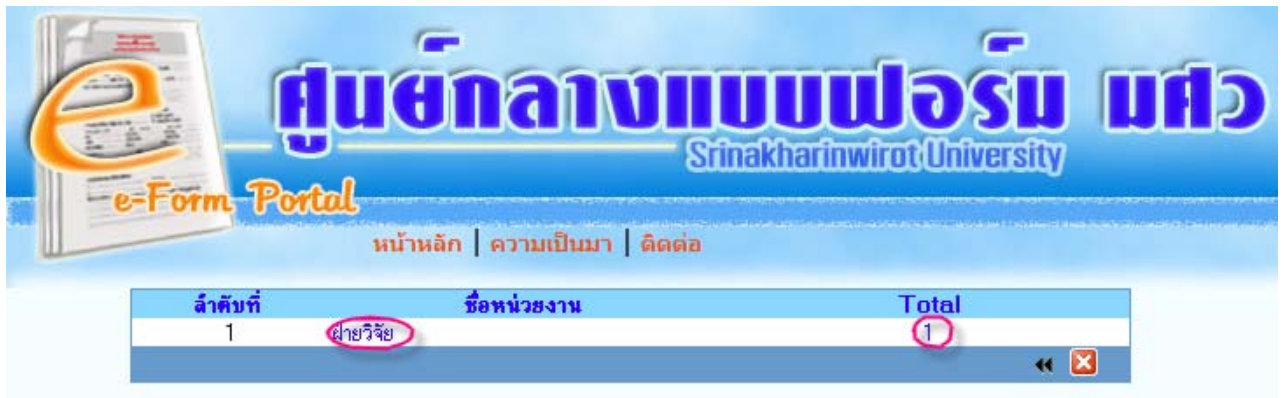 ศูนย์กลางแบบฟอร์ม มศว
Srinakharinwirot University
e-Form Portal
หน้าหลัก | ความเป็นมา | ติดต่อ
ลำดับที่ ชื่อหน่วยงาน Total
1 ฝ่ายวิจัย 1